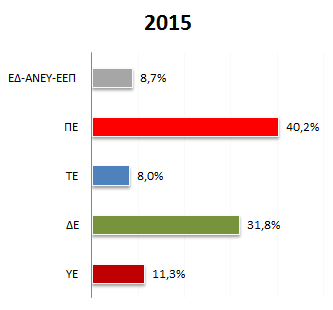 2015
ΕΔ-ΑΝΕΥ-ΕΕΠ 8,7%
ΠΕ 40,2%
ΤΕ 8,0%
ΔΕ 31,8%
ΥΕ 11,3%